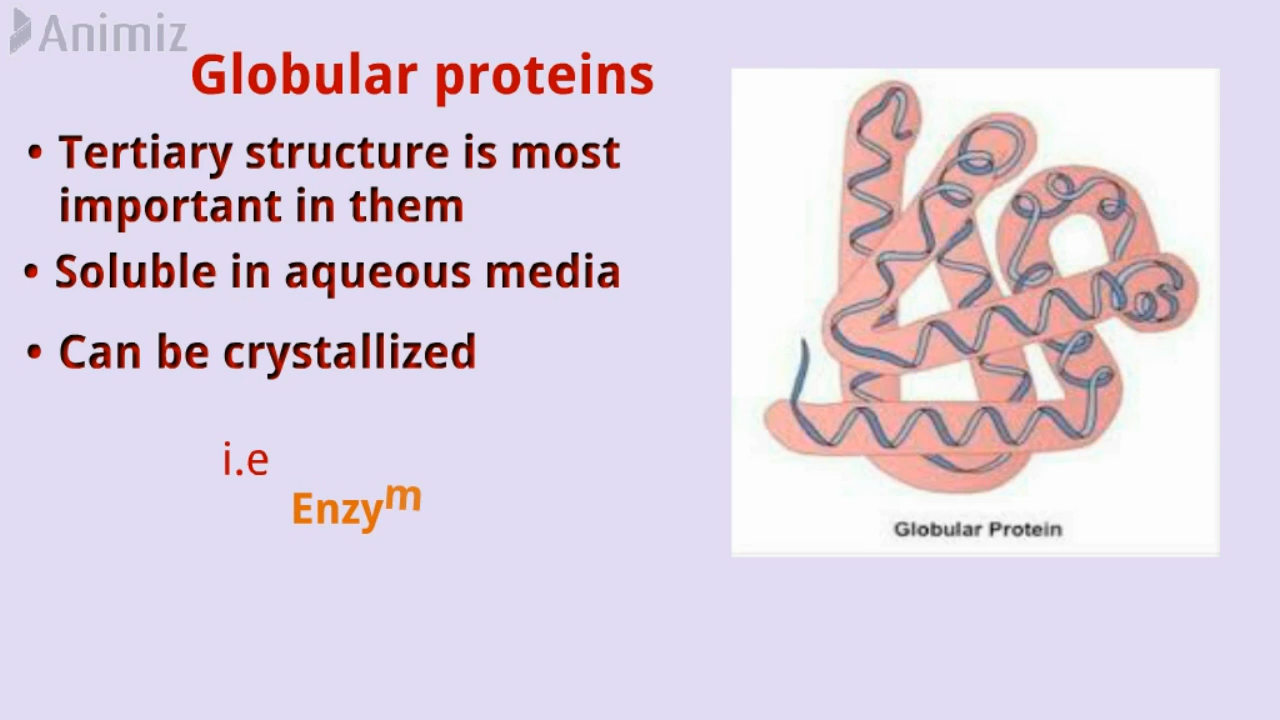 Animiz
Globular proteins
• Tertiary structure is most
important in them
• Soluble in aqueous media
• Can be crystallized
i.e
Enzym
Globular Protein